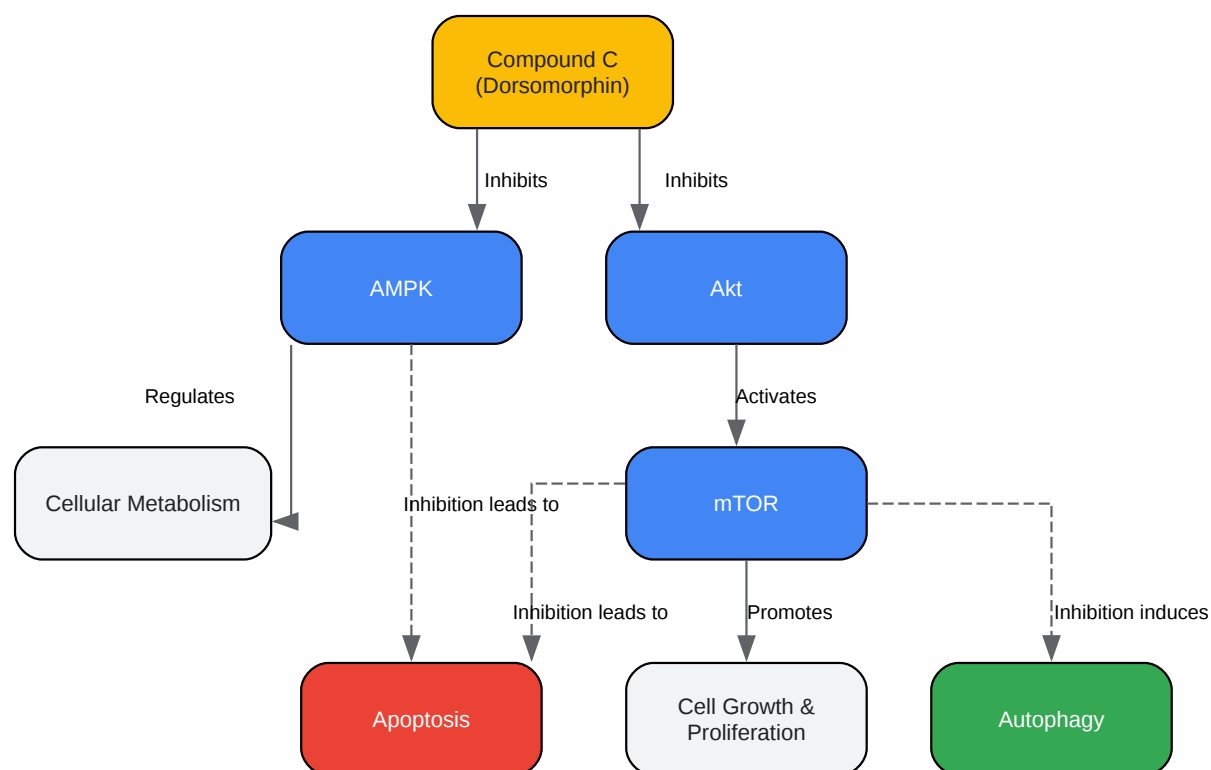 Compound C
(Dorsomorphin)
Inhibits
Inhibits
AMPK
Akt
Regulates
Activates
Cellular Metabolism
Inhibition leads to
mTOR
Inhibition leads to
Promotes
Inhibition induces
Apoptosis
Cell Growth &
Proliferation
Autophagy